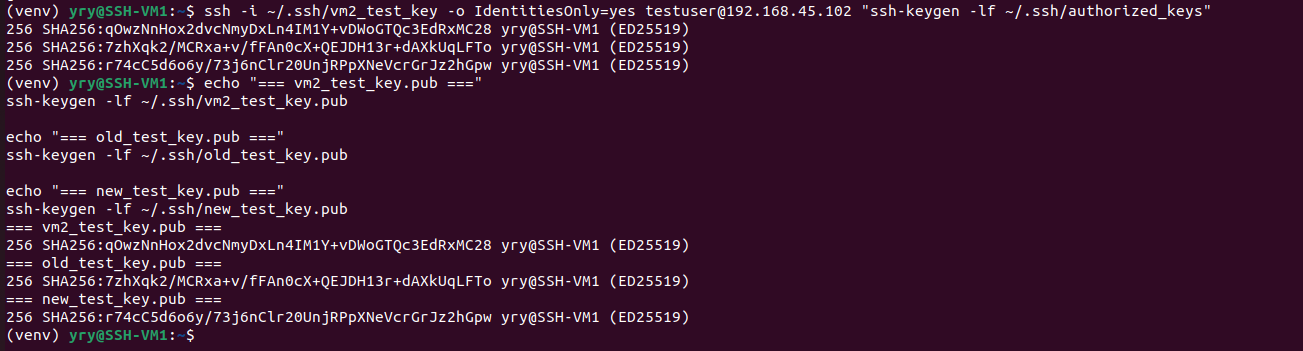 (venv) yry@SSH-VM1:~$ ssh -i ~/.ssh/vm2_test_key -o IdentitiesOnly=yes testuser@192.168.45.102 "ssh-keygen -lf ~/.ssh/authorized_keys"
256 SHA256:qOwzNnHox2dvcNmyDxLn4IM1Y+vDWoGTQc3EdRxMC28 yry@SSH-VM1 (ED25519)
256 SHA256:7zhXqk2/MCRxa+v/fFAn0cX+QEJDH13r+dAXkUqLFTo yry@SSH-VM1 (ED25519)
256 SHA256:r74cC5d6o6y/73j6nClr20UnjRPpXNeVcrGrJz2hGpw yry@SSH-VM1 (ED25519)
(venv) yry@SSH-VM1:~$ echo "=== vm2_test_key.pub ==="
ssh-keygen -lf ~/.ssh/vm2_test_key.pub

echo "=== old_test_key.pub ==="
ssh-keygen -lf ~/.ssh/old_test_key.pub

echo "=== new_test_key.pub ==="
ssh-keygen -lf ~/.ssh/new_test_key.pub
=== vm2_test_key.pub ===
256 SHA256:qOwzNnHox2dvcNmyDxLn4IM1Y+vDWoGTQc3EdRxMC28 yry@SSH-VM1 (ED25519)
=== old_test_key.pub ===
256 SHA256:7zhXqk2/MCRxa+v/fFAn0cX+QEJDH13r+dAXkUqLFTo yry@SSH-VM1 (ED25519)
=== new_test_key.pub ===
256 SHA256:r74cC5d6o6y/73j6nClr20UnjRPpXNeVcrGrJz2hGpw yry@SSH-VM1 (ED25519)
(venv) yry@SSH-VM1:~$